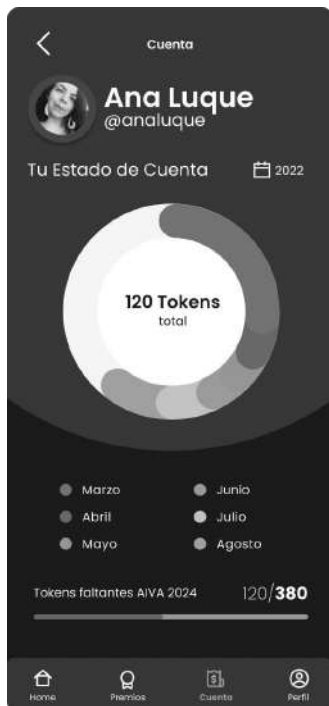 Cuenta
Ana Luque
@analuque
Tu Estado de Cuenta
2022
120 Tokens
total
Marzo
Junio
Abril
Julio
Mayo
Agosto
Tokens faltantes AIVA 2024
120/380
Home
Premios
Cuenta
Perfil